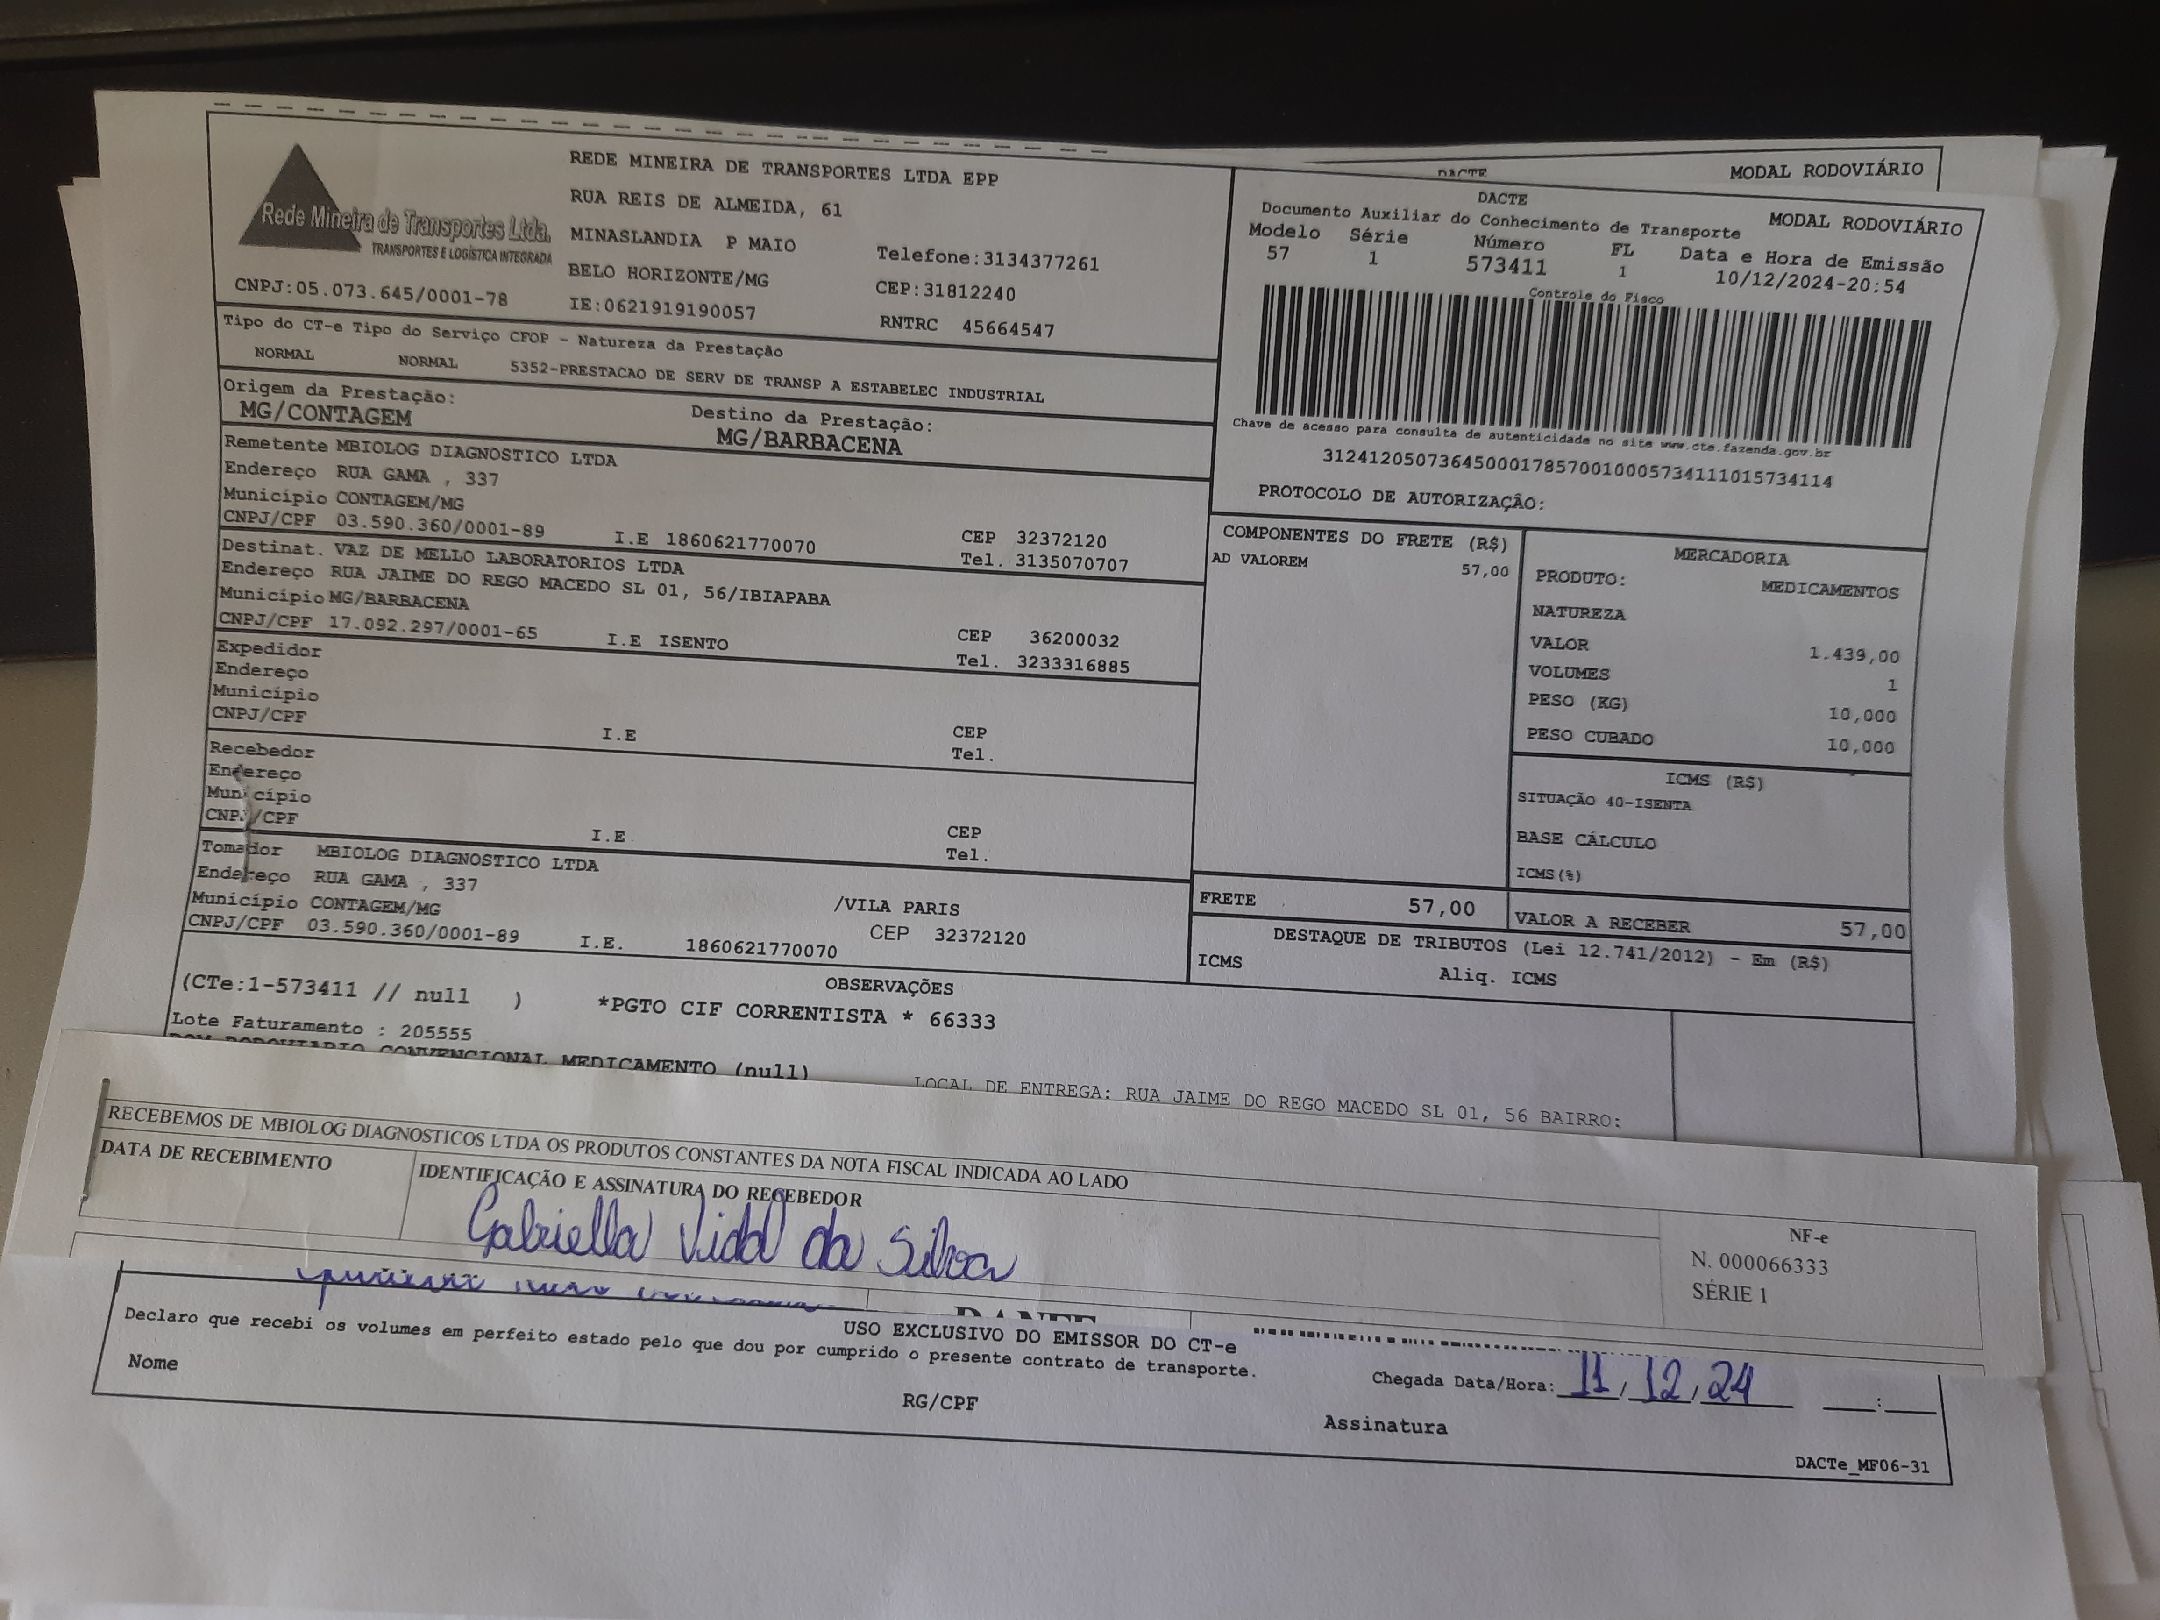 DACTE
MODAL RODOVIÁRIO
Rede Mineira de Transportes Ltda.
TRANSPORTES E LOGÍSTICA INTEGRADA
CNPJ:05.073.645/0001-78
REDE MINEIRA DE TRANSPORTES LTDA EPP
RUA REIS DE ALMEIDA, 61
MINASLANDIA P MAIO
Telefone:3134377261
BELO HORIZONTE/MG
CEP:31812240
IE:0621919190057
RNTRC 45664547
DACTE
MODAL RODOVIÁRIO
Documento Auxiliar do Conhecimento de Transporte
Modelo Série Número FL Data e Hora de Emissão
57 1 573411 1 10/12/2024-20:54
Controle do Fisco
Chave de acesso para consulta de autenticidade no site www.cte.fazenda.gov.br
31241205073645000178570010005734111015734114
PROTOCOLO DE AUTORIZAÇÂO:
Tipo do CT-e Tipo do Serviço CFOP - Natureza da Prestação
NORMAL NORMAL 5352-PRESTACAO DE SERV DE TRANSP A ESTABELEC INDUSTRIAL
Origem da Prestação: Destino da Prestação:
MG/CONTAGEM MG/BARBACENA
Remetente MBIOLOG DIAGNOSTICO LTDA
Endereço RUA GAMA , 337
Município CONTAGEM/MG CEP 32372120
CNPJ/CPF 03.590.360/0001-89 I.E 1860621770070 Tel. 3135070707
Destinat. VAZ DE MELLO LABORATORIOS LTDA
Endereço RUA JAIME DO REGO MACEDO SL 01, 56/IBIAPABA
Município MG/BARBACENA CEP 36200032
CNPJ/CPF 17.092.297/0001-65 I.E ISENTO Tel. 3233316885
Expedidor
Endereço
Município CEP
CNPJ/CPF I.E Tel.
Recebedor
Endereço
Município CEP
CNPJ/CPF I.E Tel.
Tomador MBIOLOG DIAGNOSTICO LTDA
Endereço RUA GAMA , 337 /VILA PARIS
Município CONTAGEM/MG CEP 32372120
CNPJ/CPF 03.590.360/0001-89 I.E. 1860621770070
COMPONENTES DO FRETE (R$)
AD VALOREM 57,00
MERCADORIA
PRODUTO: MEDICAMENTOS
NATUREZA
VALOR 1.439,00
VOLUMES 1
PESO (KG) 10,000
PESO CUBADO 10,000
ICMS (R$)
SITUAÇÃO 40-ISENTA
BASE CÁLCULO
ICMS(%)
FRETE 57,00 VALOR A RECEBER 57,00
DESTAQUE DE TRIBUTOS (Lei 12.741/2012) - Em (R$)
ICMS Aliq. ICMS
OBSERVAÇÕES
(CTe:1-573411 // null ) *PGTO CIF CORRENTISTA * 66333
Lote Faturamento : 205555
DOM RODOVIARIO CONVENCIONAL MEDICAMENTO (null)
LOCAL DE ENTREGA: RUA JAIME DO REGO MACEDO SL 01, 56 BAIRRO:
RECEBEMOS DE MBIOLOG DIAGNOSTICOS LTDA OS PRODUTOS CONSTANTES DA NOTA FISCAL INDICADA AO LADO
DATA DE RECEBIMENTO
IDENTIFICAÇÃO E ASSINATURA DO RECEBEDOR
Gabriella Vidal da Silva
NF-e
N. 000066333
SÉRIE 1
DANFE
USO EXCLUSIVO DO EMISSOR DO CT-e
Declaro que recebi os volumes em perfeito estado pelo que dou por cumprido o presente contrato de transporte.
Chegada Data/Hora: 11/12/24 __:__
Nome RG/CPF Assinatura
DACTe_MF06-31